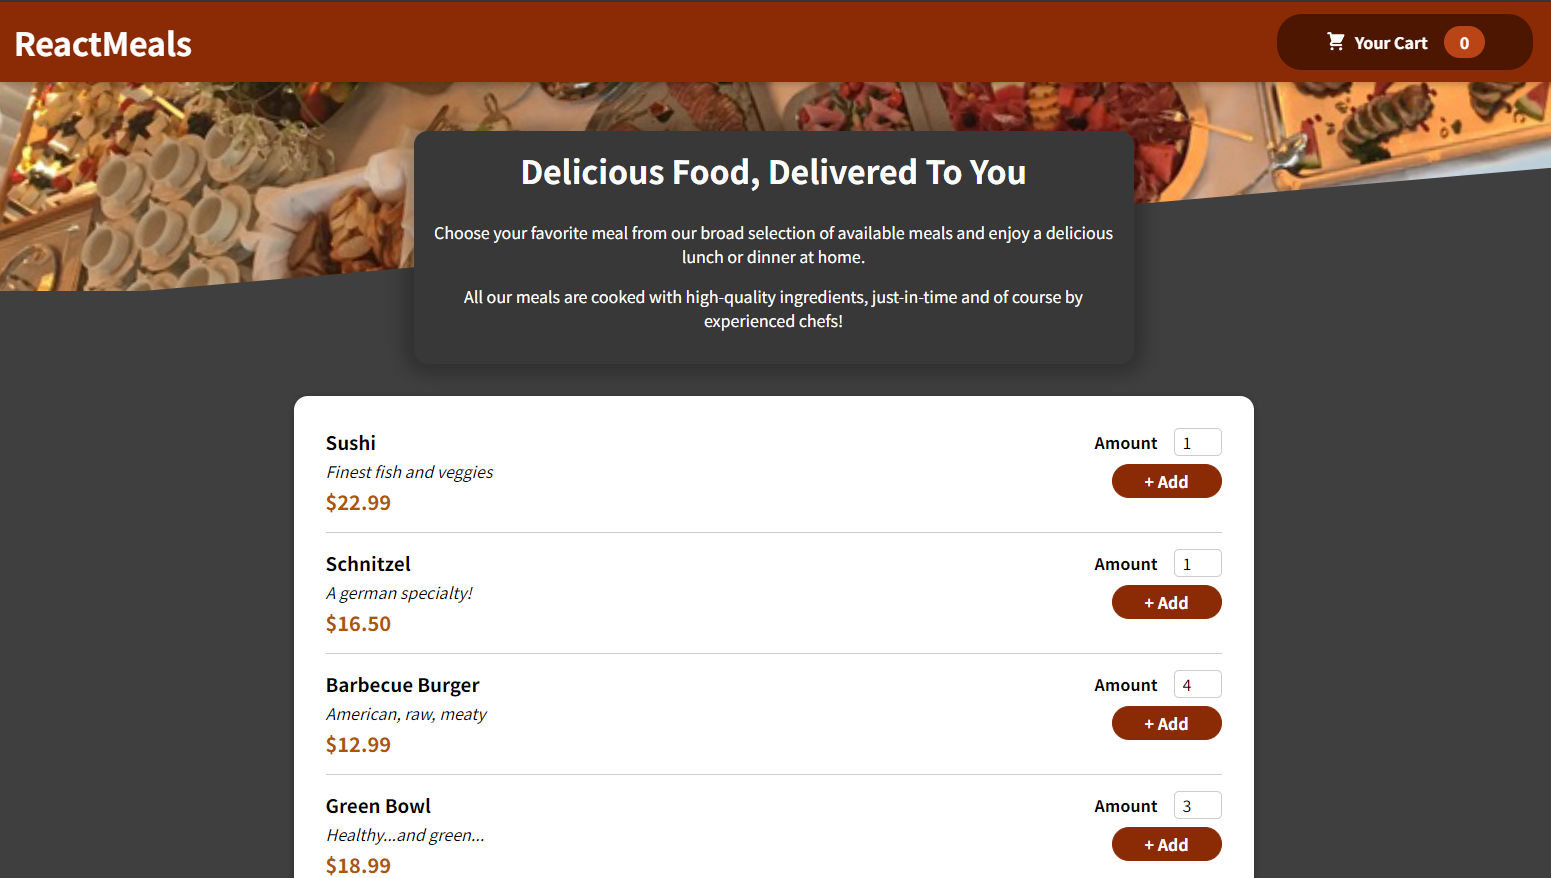 ReactMeals
Your Cart 0
Delicious Food, Delivered To You
Choose your favorite meal from our broad selection of available meals and enjoy a delicious
lunch or dinner at home.
All our meals are cooked with high-quality ingredients, just-in-time and of course by
experienced chefs!
Sushi
Finest fish and veggies
$22.99
Amount 1
+ Add
Schnitzel
A german specialty!
$16.50
Amount 1
+ Add
Barbecue Burger
American, raw, meaty
$12.99
Amount 4
+ Add
Green Bowl
Healthy...and green...
$18.99
Amount 3
+ Add